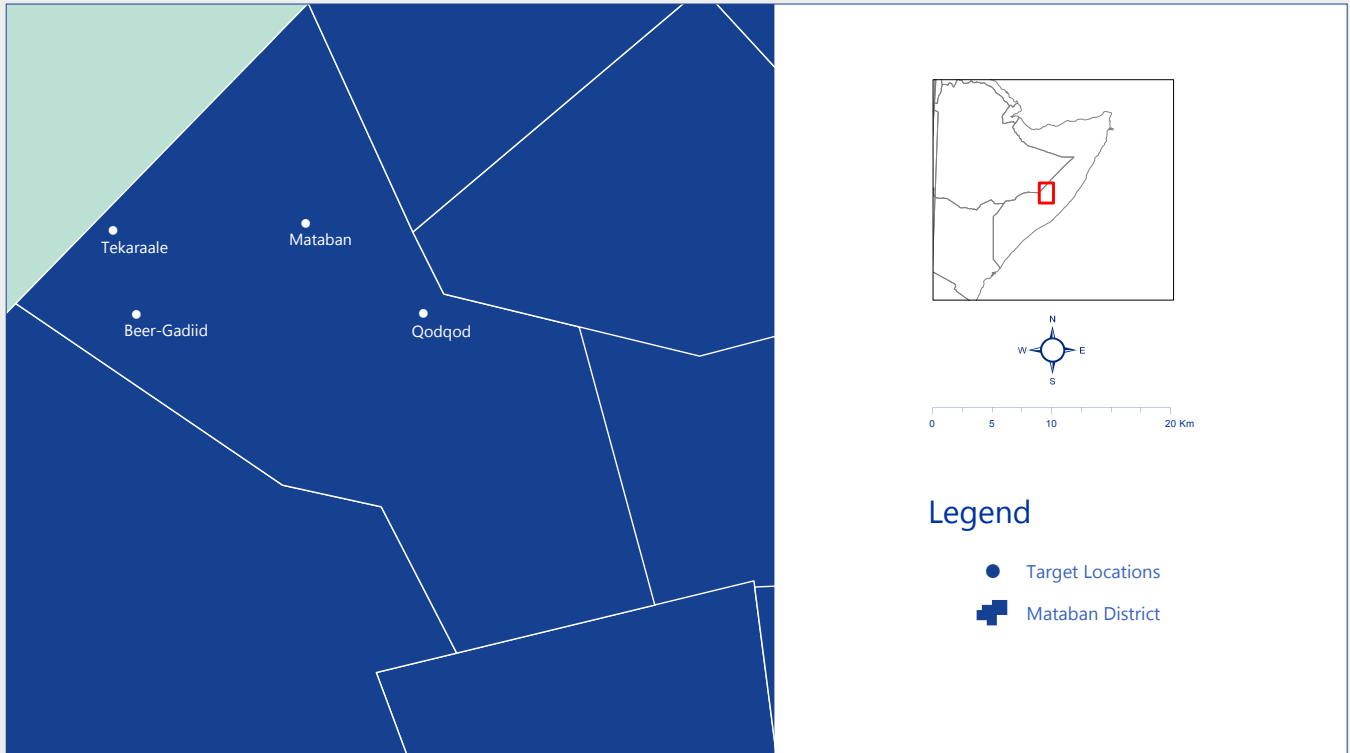 Tekaraale
Mataban
Beer-Gadiid
Qodqod
N
W E
S
0 5 10 20 Km
Legend
Target Locations
Mataban District